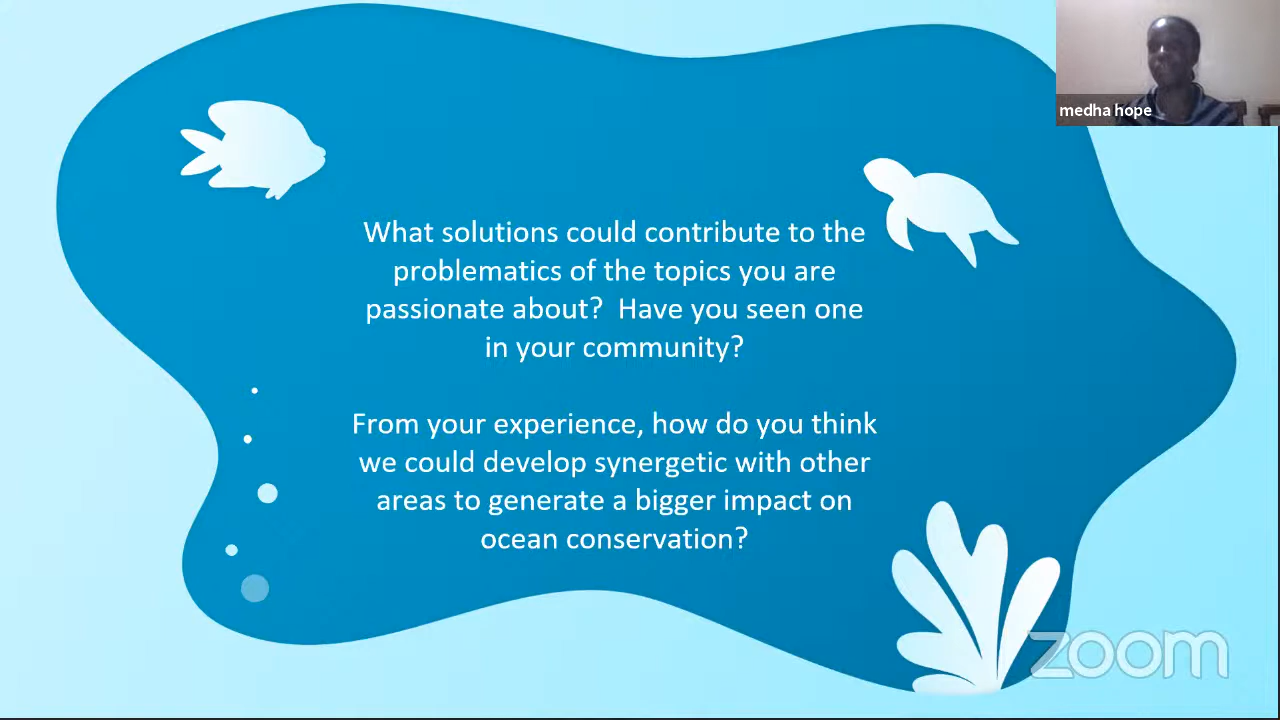 medha hope
What solutions could contribute to the
problematics of the topics you are
passionate about?  Have you seen one
in your community?
From your experience, how do you think
we could develop synergetic with other
areas to generate a bigger impact on
ocean conservation?
zoom